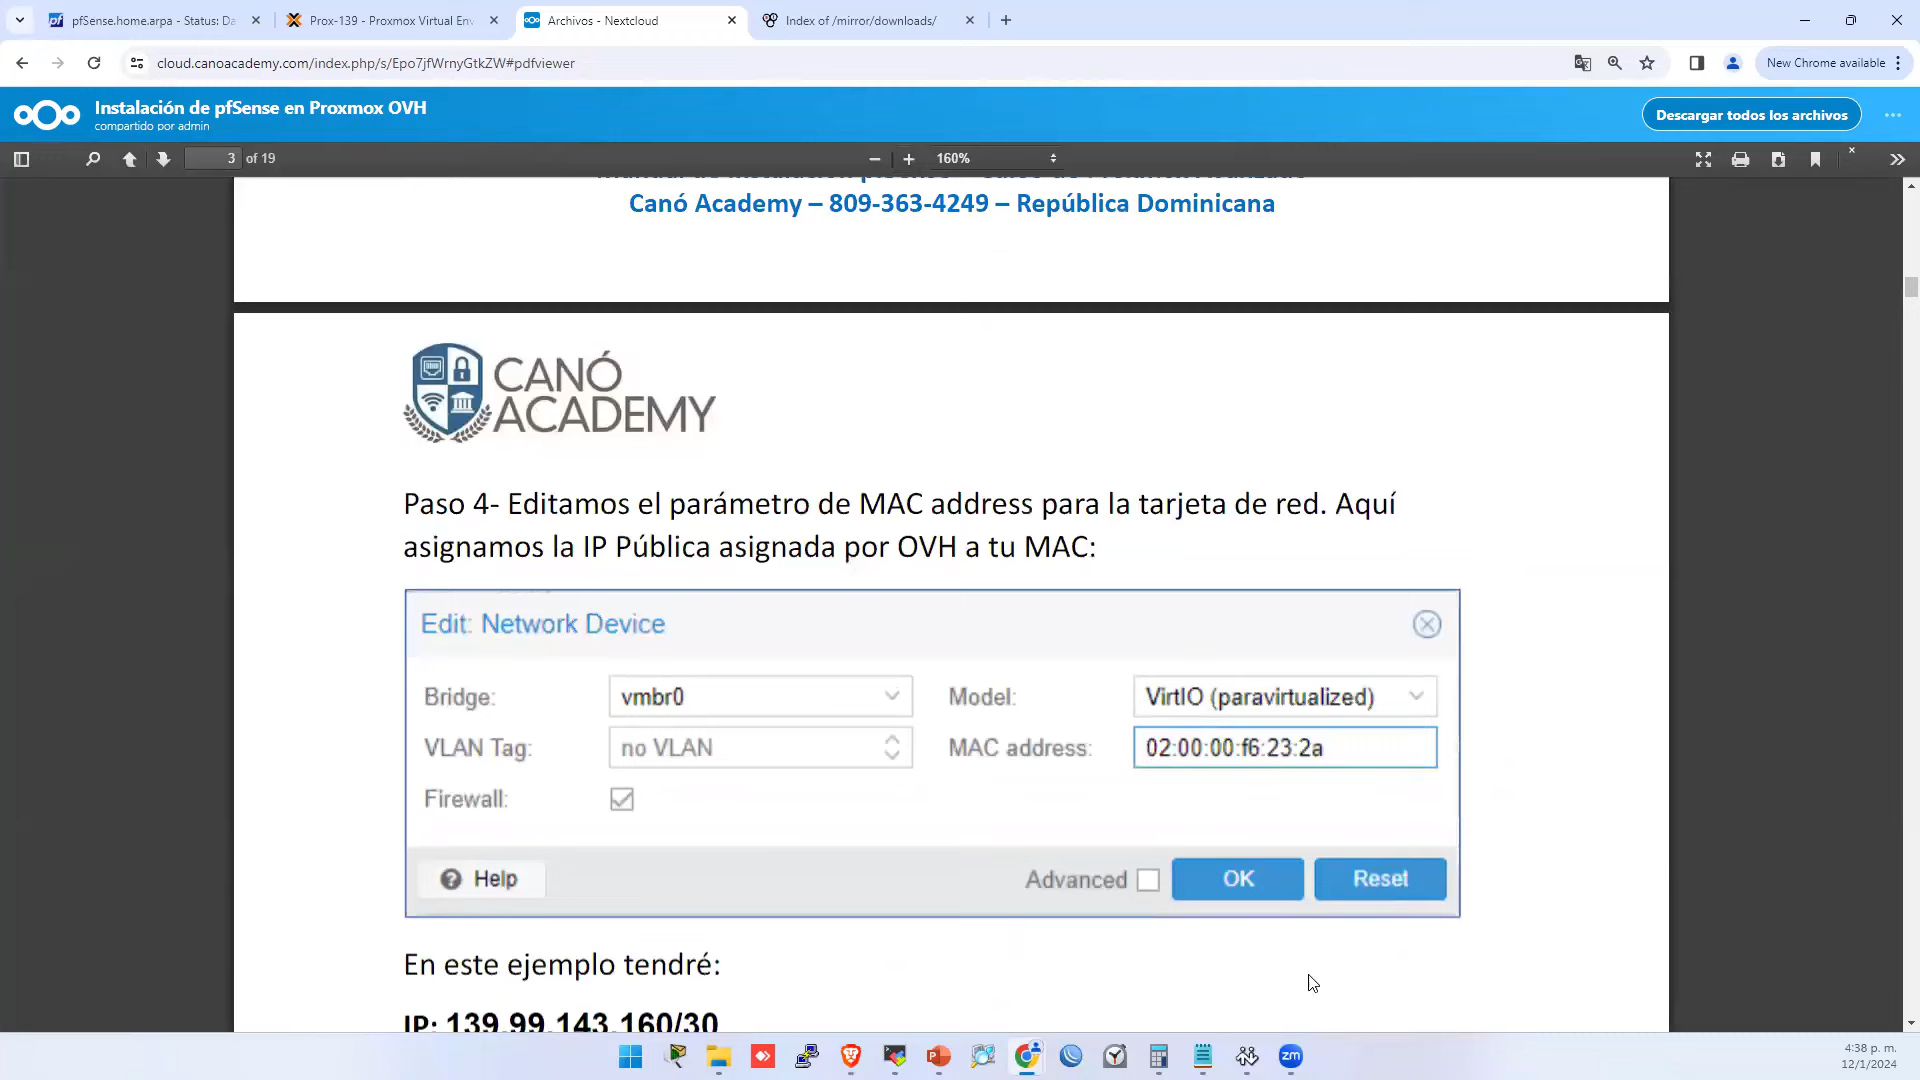 pfSense.home.arpa - Status: Da
Prox-139 - Proxmox Virtual Env
Archivos - Nextcloud
Index of /mirror/downloads/
cloud.canoacademy.com/index.php/s/Epo7jfWrnyGtkZW#pdfviewer
New Chrome available
Instalación de pfSense en Proxmox OVH
compartido por admin
Descargar todos los archivos
3 of 19
160%
Canó Academy – 809-363-4249 – República Dominicana
CANÓ
ACADEMY
Paso 4- Editamos el parámetro de MAC address para la tarjeta de red. Aquí
asignamos la IP Pública asignada por OVH a tu MAC:
Edit: Network Device
Bridge: vmbr0 Model: VirtIO (paravirtualized)
VLAN Tag: no VLAN MAC address: 02:00:00:f6:23:2a
Firewall:
Help Advanced OK Reset
En este ejemplo tendré:
IP: 139.99.143.160/30
zm
4:38 p. m.
12/1/2024